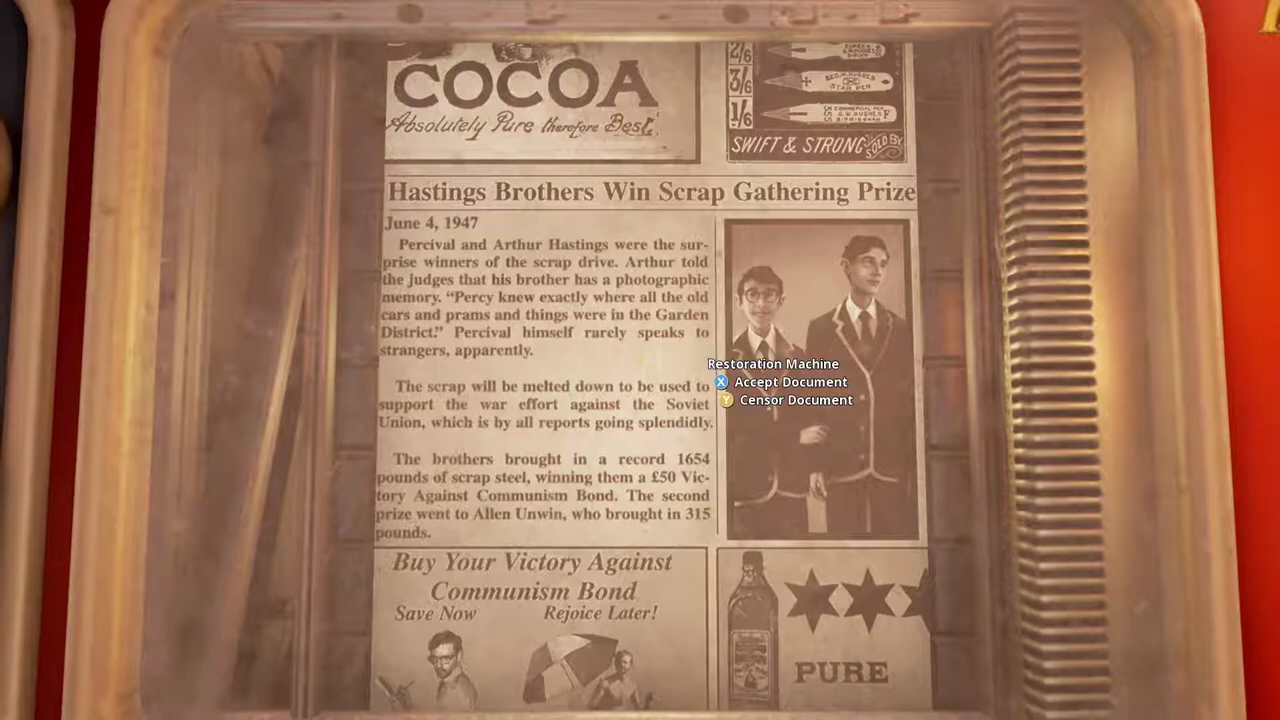 COCOA
Absolutely Pure therefore Best
2/6
3/6
1/6
SWIFT & STRONG SOLD BY
Hastings Brothers Win Scrap Gathering Prize
June 4, 1947
Percival and Arthur Hastings were the sur-
prise winners of the scrap drive. Arthur told
the judges that his brother has a photographic
memory. “Percy knew exactly where all the old
cars and prams and things were in the Garden
District.” Percival himself rarely speaks to
strangers, apparently.
The scrap will be melted down to be used to
support the war effort against the Soviet
Union, which is by all reports going splendidly.
The brothers brought in a record 1654
pounds of scrap steel, winning them a £50 Vic-
tory Against Communism Bond. The second
prize went to Allen Unwin, who brought in 315
pounds.
Restoration Machine
X Accept Document
Y Censor Document
Buy Your Victory Against
Communism Bond
Save Now Rejoice Later!
PURE